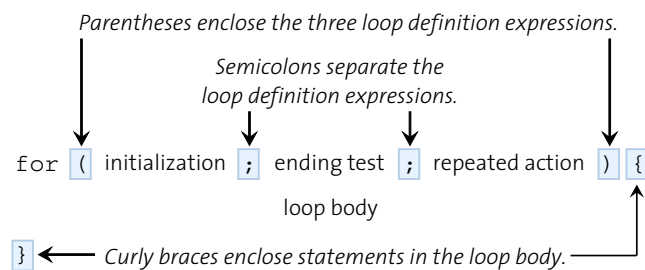 Parentheses enclose the three loop definition expressions.
Semicolons separate the
loop definition expressions.
for ( initialization ; ending test ; repeated action ) {
loop body
} Curly braces enclose statements in the loop body.